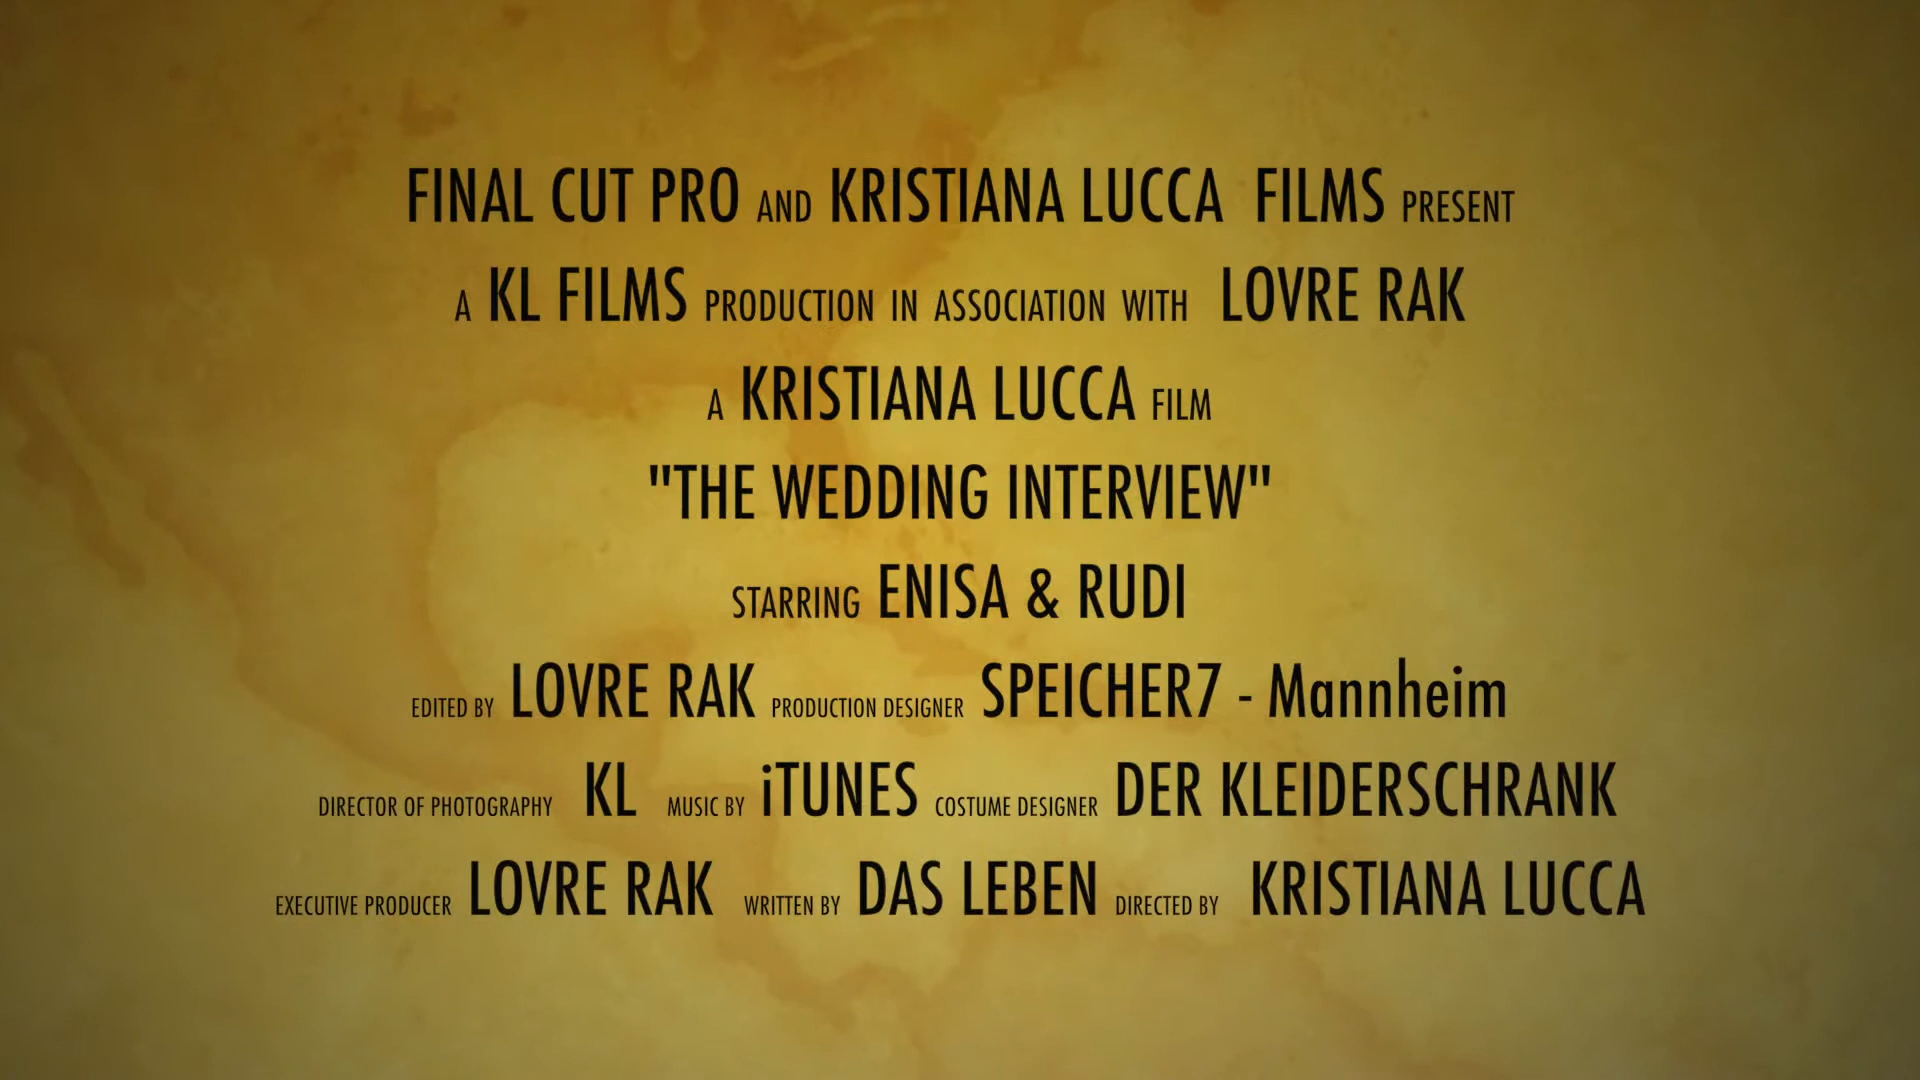 FINAL CUT PRO AND KRISTIANA LUCCA FILMS PRESENT
A KL FILMS PRODUCTION IN ASSOCIATION WITH LOVRE RAK
A KRISTIANA LUCCA FILM
"THE WEDDING INTERVIEW"
STARRING ENISA & RUDI
EDITED BY LOVRE RAK PRODUCTION DESIGNER SPEICHER7 - Mannheim
DIRECTOR OF PHOTOGRAPHY KL MUSIC BY iTUNES COSTUME DESIGNER DER KLEIDERSCHRANK
EXECUTIVE PRODUCER LOVRE RAK WRITTEN BY DAS LEBEN DIRECTED BY KRISTIANA LUCCA